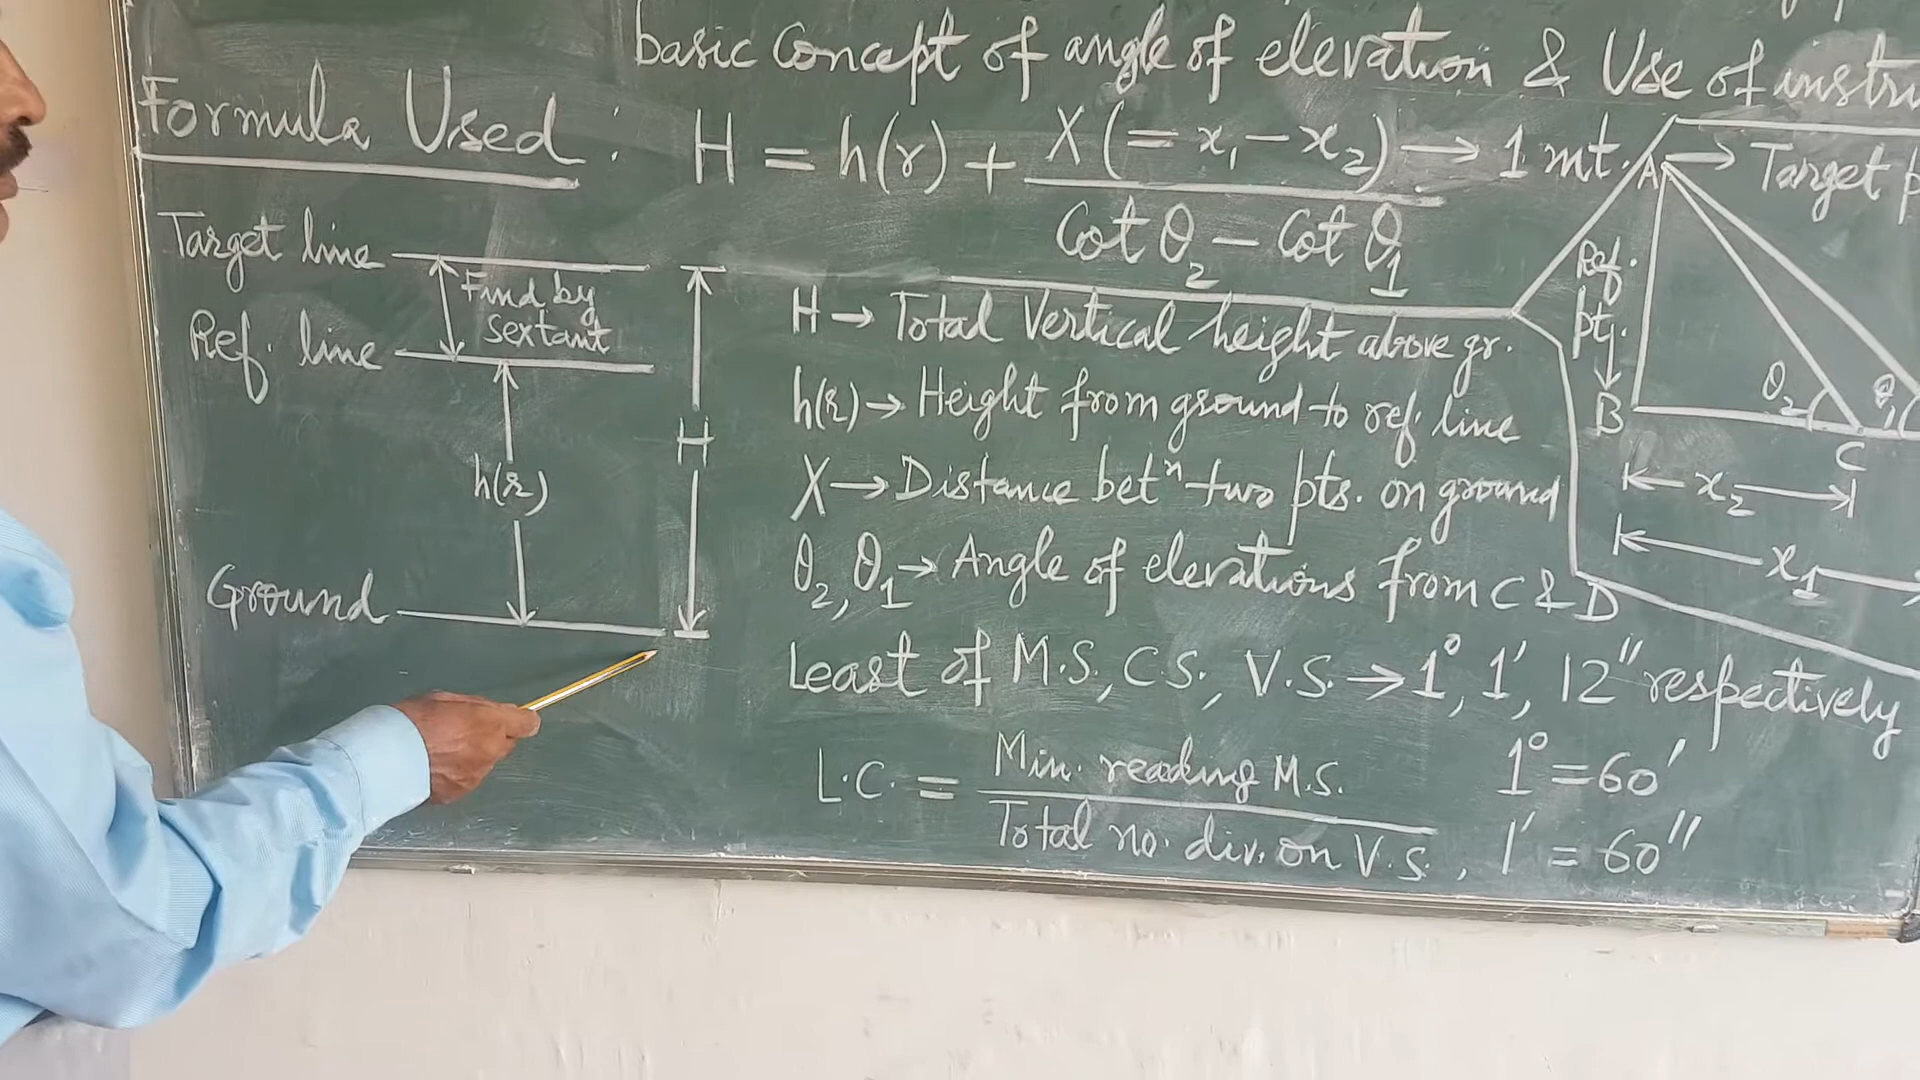 basic Concept of angle of elevation & Use of
Formula Used : H = h(r) + X (= x₁ - x₂) → 1 mt.
Cot θ₂ - Cot θ₁
Target line
Find by
sextant
Ref. line
h(r)
H
Ground
H → Total Vertical height above gr.
h(r) → Height from ground to ref. line
X → Distance betⁿ two pts. on ground
θ₂, θ₁ → Angle of elevations from C & D
Least of M.S., C.S., V.S. → 1°, 1′, 12″ respectively
L.C. = Min. reading M.S.
Total no. div. on V.S. ,
1° = 60′
1′ = 60″
A → Target
Ref.
pt.
B
θ₂
θ₁
C
x₂
x₁